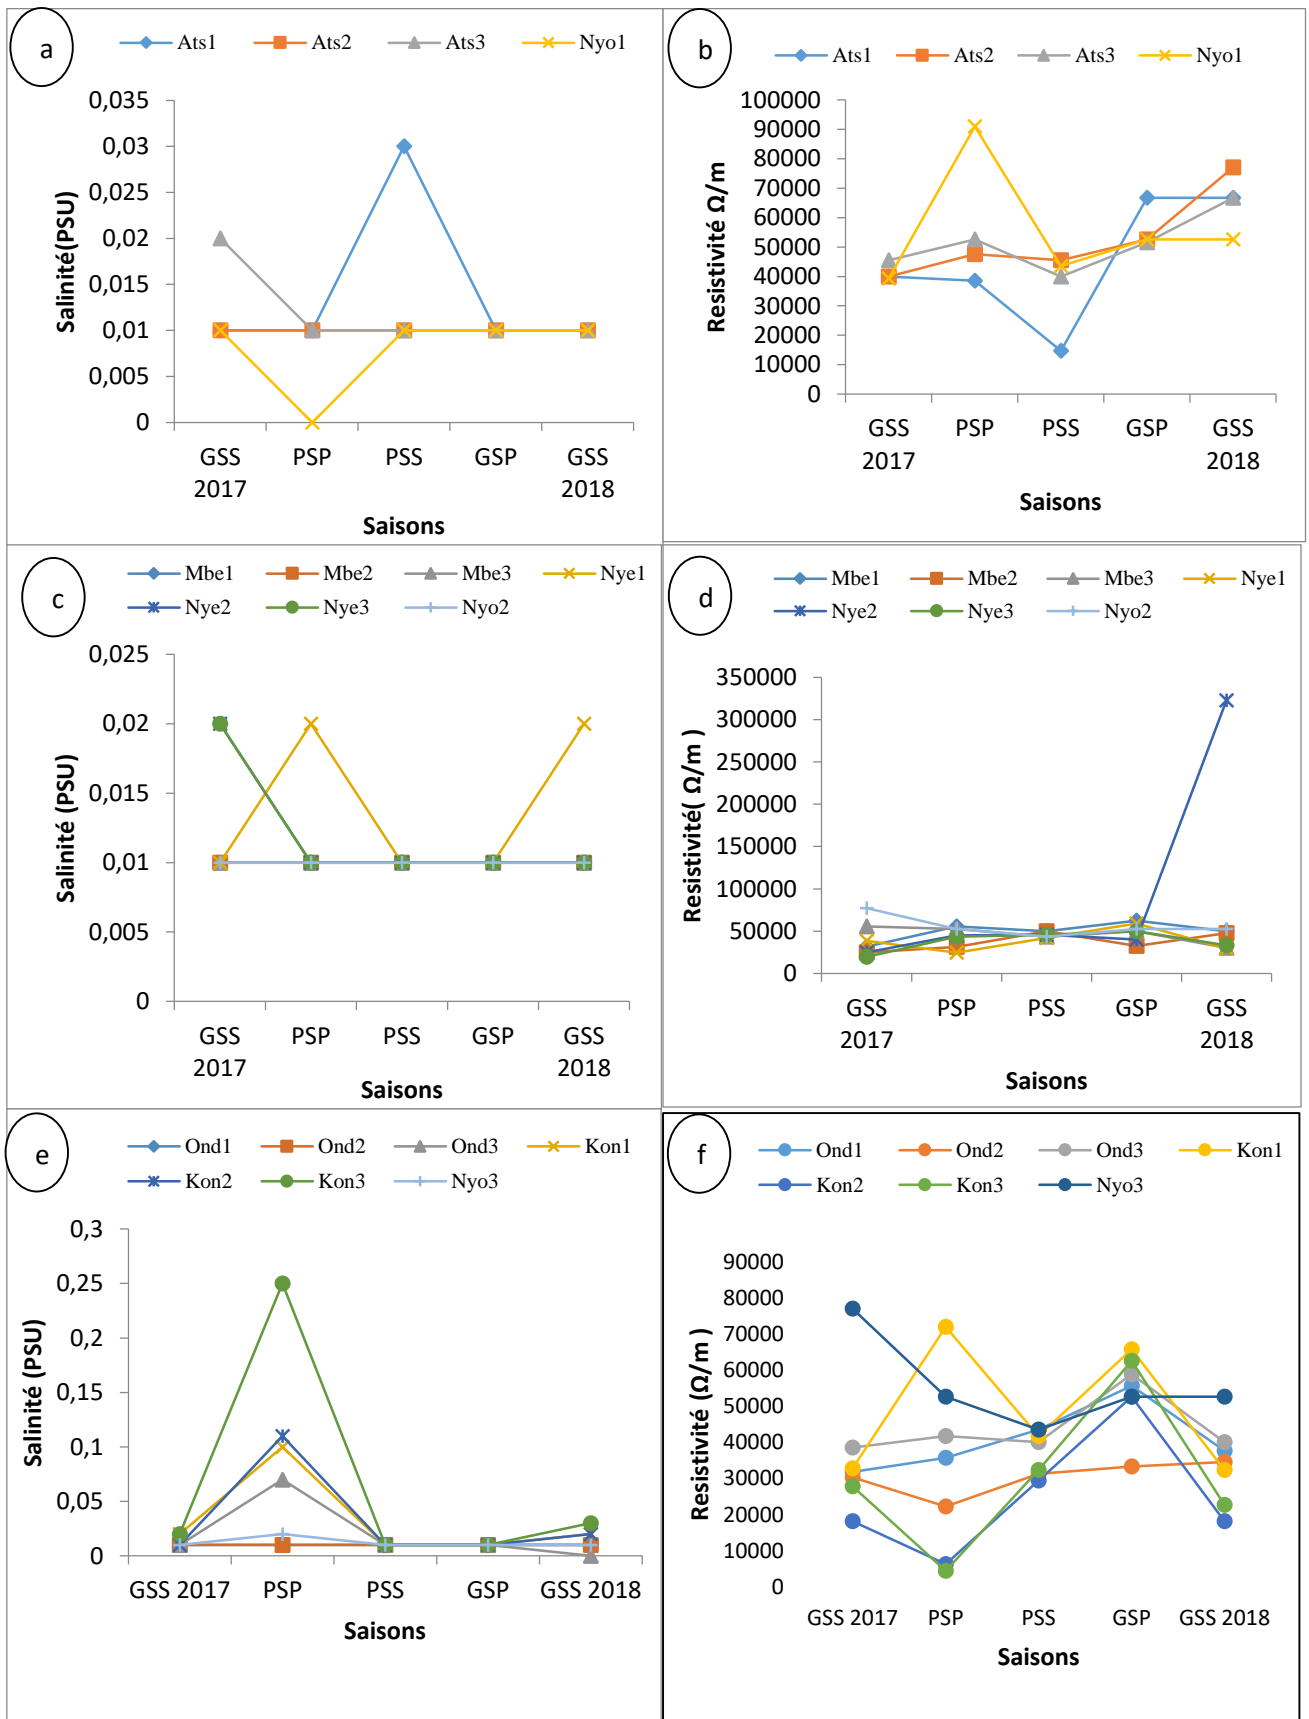 a
Ats1 Ats2 Ats3 Nyo1
Salinité(PSU)
0,035
0,03
0,025
0,02
0,015
0,01
0,005
0
GSS PSP PSS GSP GSS
2017 2018
Saisons
b
Ats1 Ats2 Ats3 Nyo1
Resistivité Ω/m
100000
90000
80000
70000
60000
50000
40000
30000
20000
10000
0
GSS PSP PSS GSP GSS
2017 2018
Saisons
c
Mbe1 Mbe2 Mbe3 Nye1
Nye2 Nye3 Nyo2
Salinité (PSU)
0,025
0,02
0,015
0,01
0,005
0
GSS PSP PSS GSP GSS
2017 2018
Saisons
d
Mbe1 Mbe2 Mbe3 Nye1
Nye2 Nye3 Nyo2
Resistivité( Ω/m )
350000
300000
250000
200000
150000
100000
50000
0
GSS PSP PSS GSP GSS
2017 2018
Saisons
e
Ond1 Ond2 Ond3 Kon1
Kon2 Kon3 Nyo3
Salinité (PSU)
0,3
0,25
0,2
0,15
0,1
0,05
0
GSS 2017 PSP PSS GSP GSS 2018
Saisons
f
Ond1 Ond2 Ond3 Kon1
Kon2 Kon3 Nyo3
Resistivité (Ω/m )
90000
80000
70000
60000
50000
40000
30000
20000
10000
0
GSS 2017 PSP PSS GSP GSS 2018
Saisons